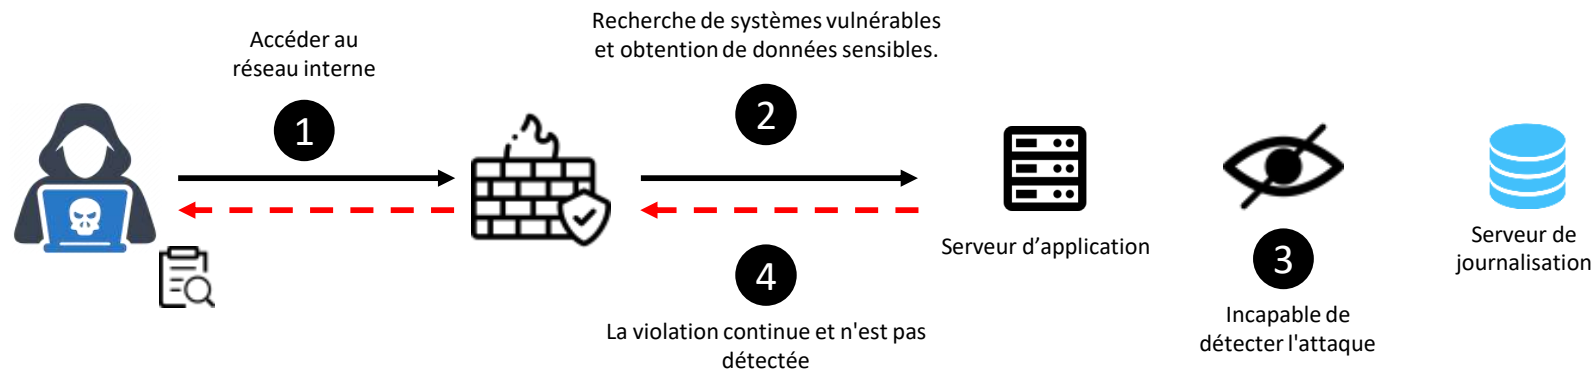 Accéder au
réseau interne
1
Recherche de systèmes vulnérables
et obtention de données sensibles.
2
Serveur d’application
3
Incapable de
détecter l'attaque
Serveur de
journalisation
4
La violation continue et n'est pas
détectée